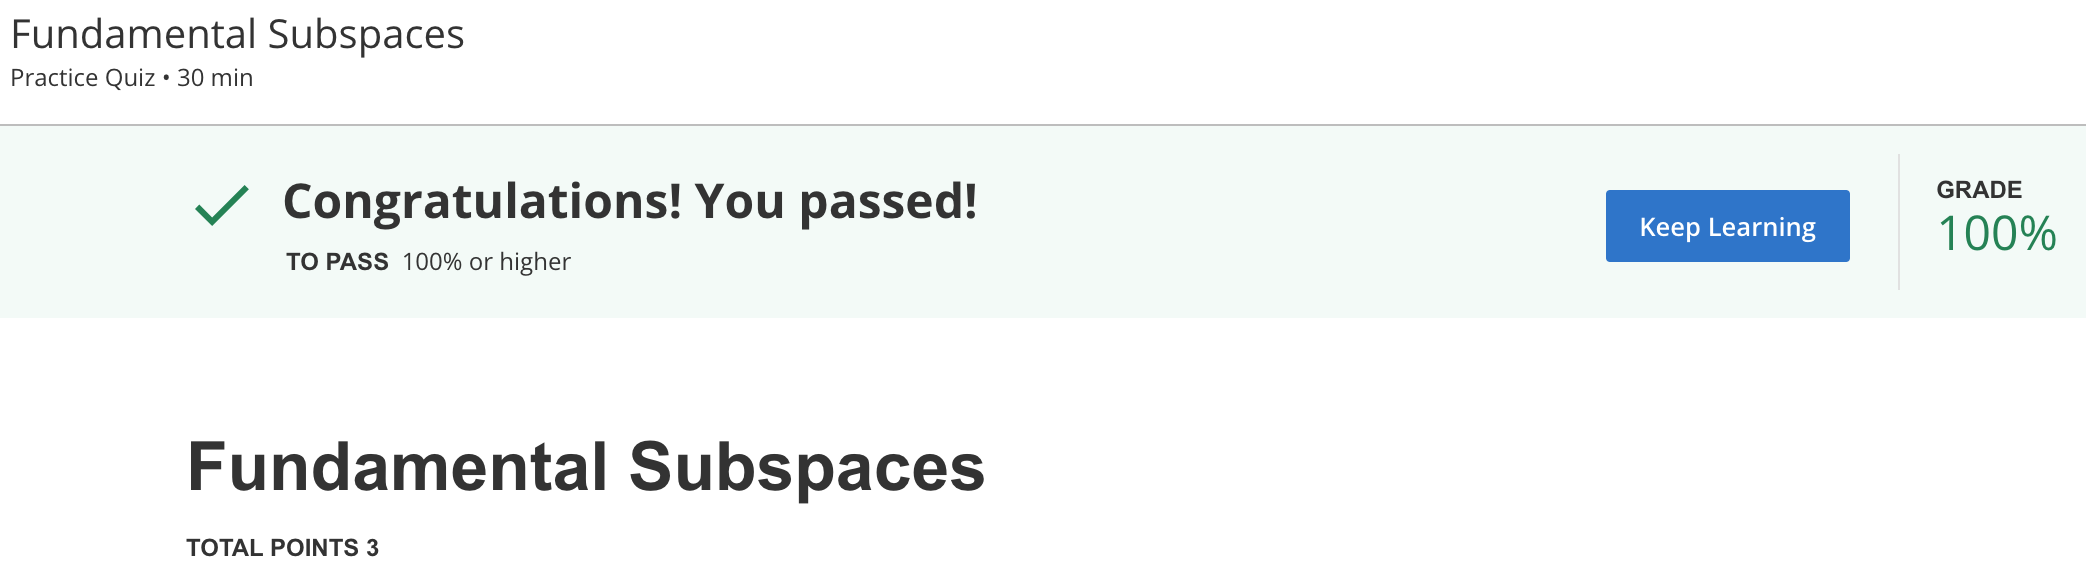 Fundamental Subspaces
Practice Quiz • 30 min
Congratulations! You passed!
TO PASS 100% or higher
Keep Learning
GRADE
100%
Fundamental Subspaces
TOTAL POINTS 3